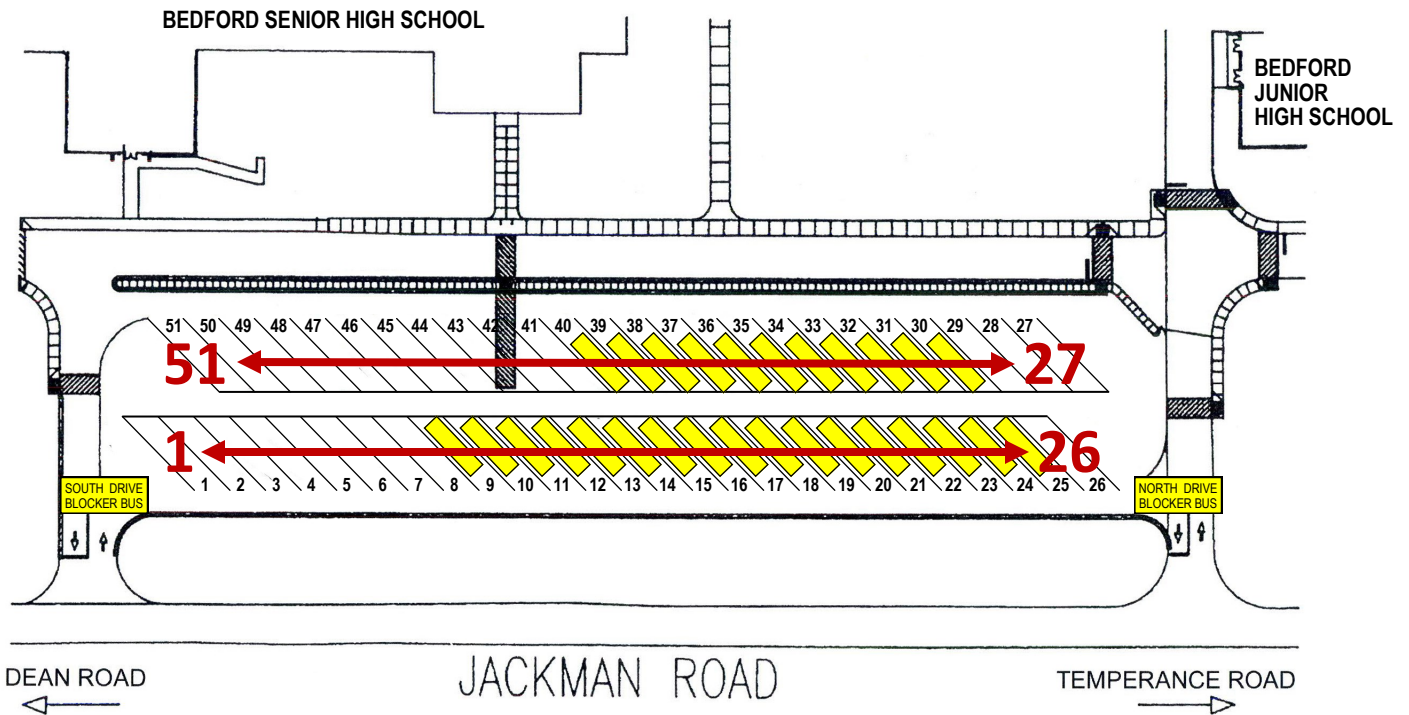 BEDFORD SENIOR HIGH SCHOOL
BEDFORD
JUNIOR
HIGH SCHOOL
51 50 49 48 47 46 45 44 43 42 41 40 39 38 37 36 35 34 33 32 31 30 29 28 27
51 27
1 26
1 2 3 4 5 6 7 8 9 10 11 12 13 14 15 16 17 18 19 20 21 22 23 24 25 26
SOUTH DRIVE
BLOCKER BUS
NORTH DRIVE
BLOCKER BUS
DEAN ROAD
JACKMAN ROAD
TEMPERANCE ROAD